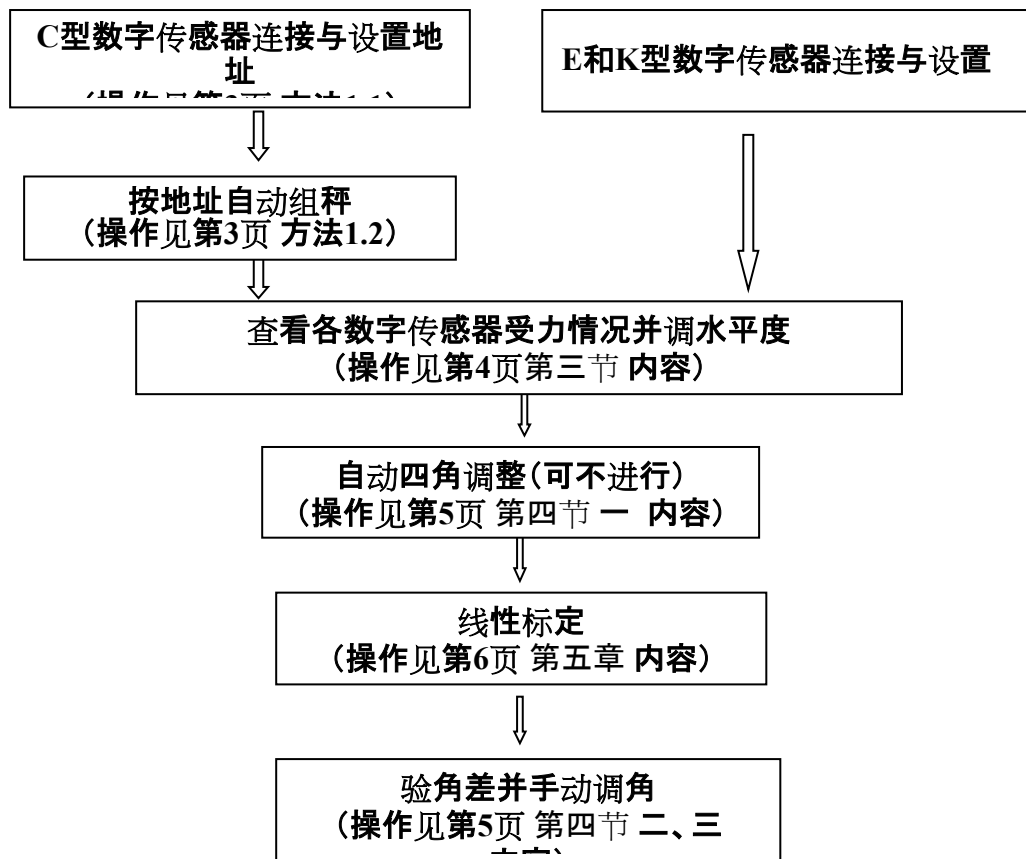 C型数字传感器连接与设置地
址
E和K型数字传感器连接与设置
按地址自动组秤
（操作见第3页 方法1.2）
查看各数字传感器受力情况并调水平度
（操作见第4页第三节 内容）
自动四角调整（可不进行）
（操作见第5页 第四节 一 内容）
线性标定
（操作见第6页 第五章 内容）
验角差并手动调角
（操作见第5页 第四节 二、三